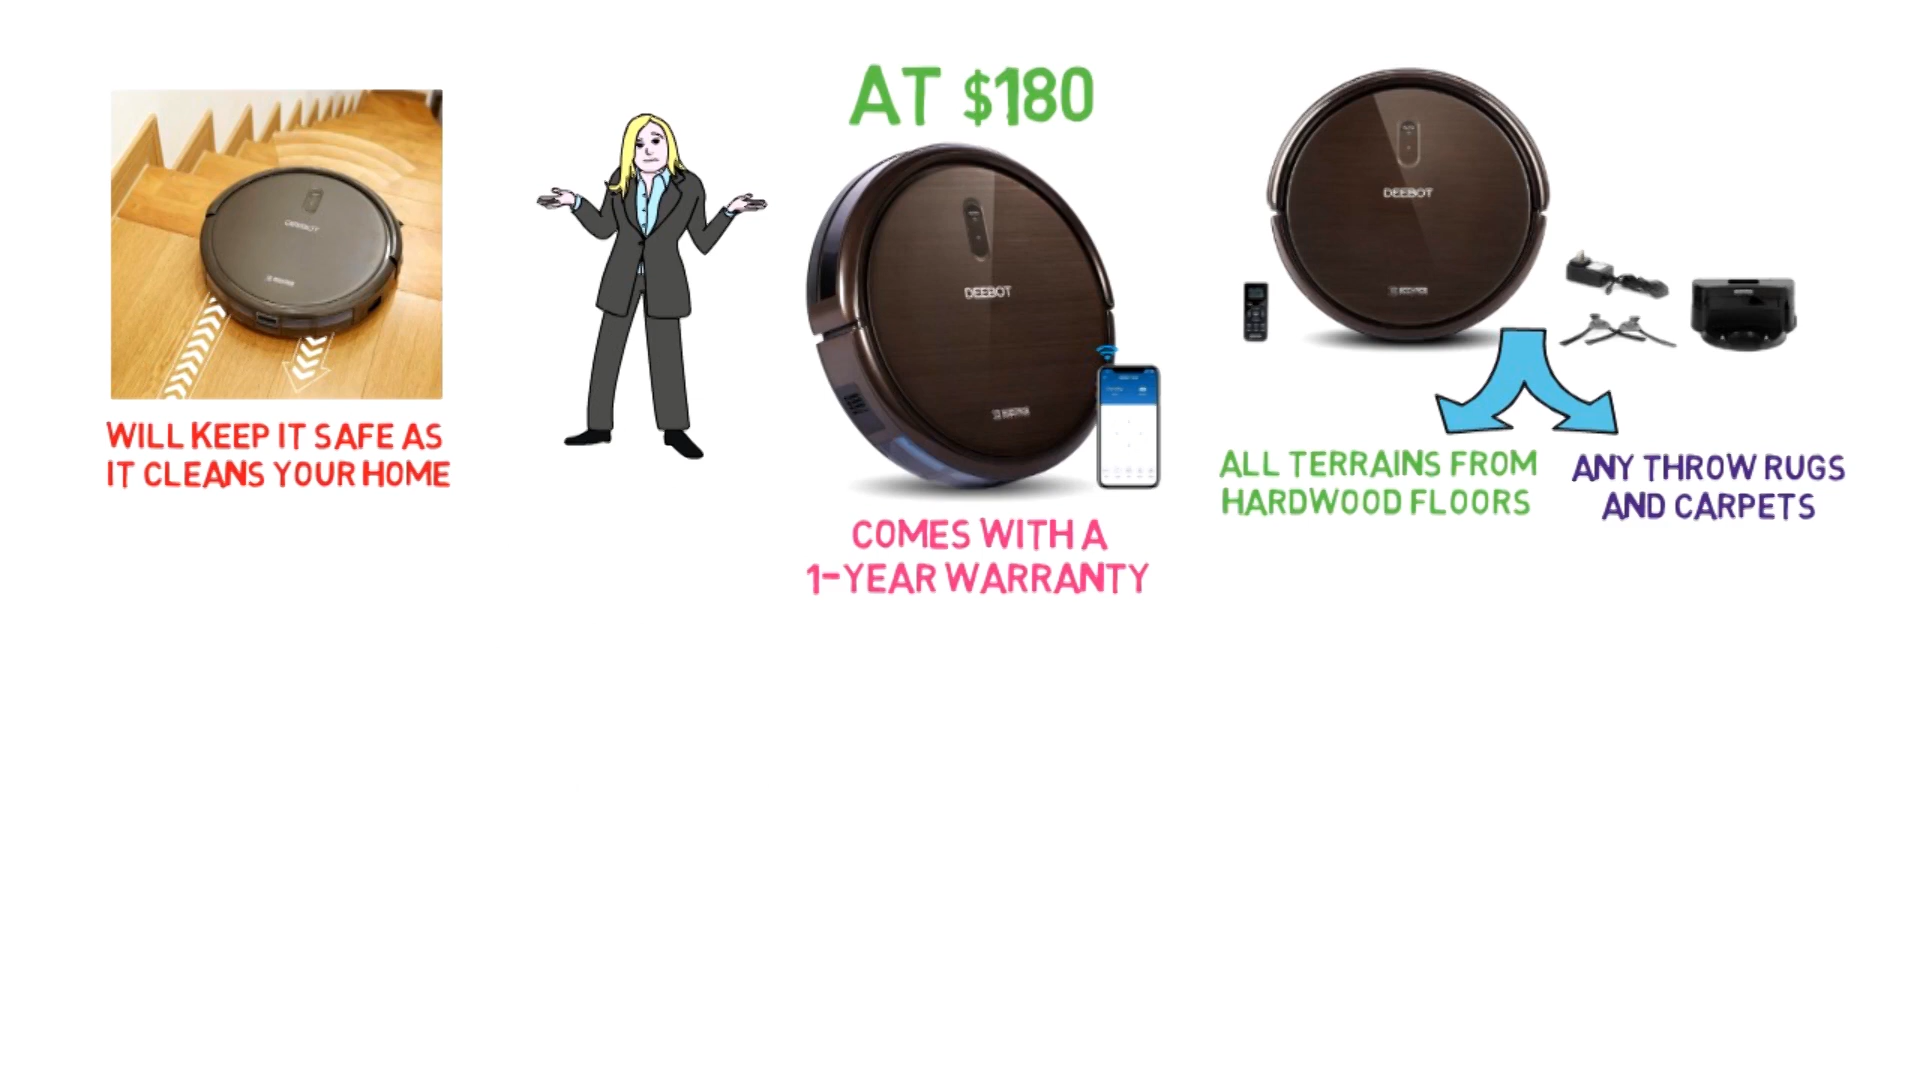 WILL KEEP IT SAFE AS
IT CLEANS YOUR HOME
AT $180
DEEBOT
COMES WITH A
1-YEAR WARRANTY
DEEBOT
ALL TERRAINS FROM
HARDWOOD FLOORS
ANY THROW RUGS
AND CARPETS